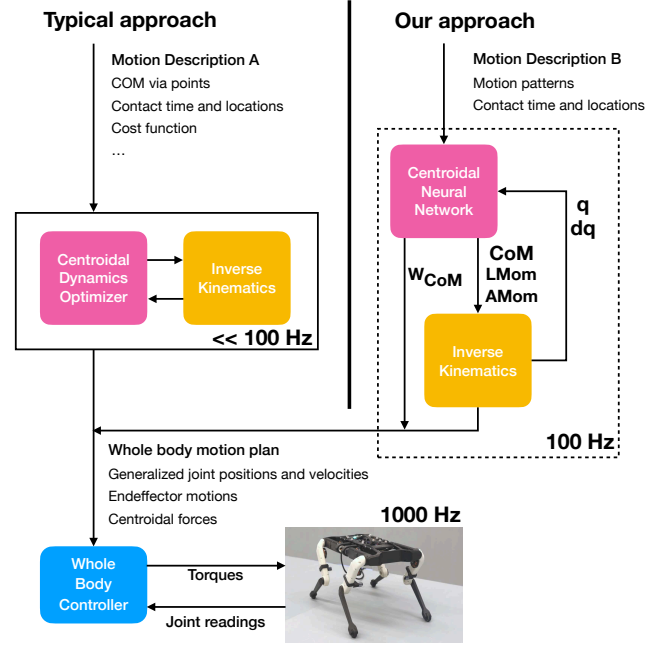 Typical approach
Motion Description A
COM via points
Contact time and locations
Cost function
...
Centroidal
Dynamics
Optimizer
Inverse
Kinematics
<< 100 Hz
Our approach
Motion Description B
Motion patterns
Contact time and locations
Centroidal
Neural
Network
q
dq
WCoM
CoM
LMom
AMom
Inverse
Kinematics
100 Hz
Whole body motion plan
Generalized joint positions and velocities
Endeffector motions
Centroidal forces
1000 Hz
Whole
Body
Controller
Torques
Joint readings